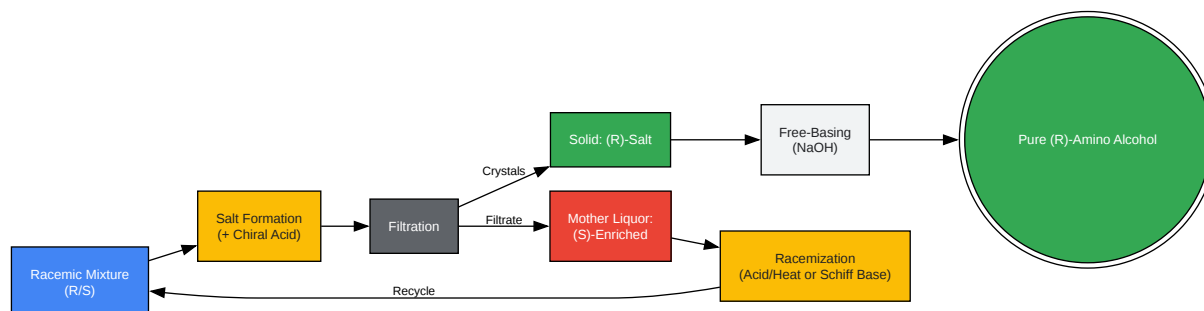 Racemic Mixture
(R/S)
Salt Formation
(+ Chiral Acid)
Filtration
Crystals
Filtrate
Solid: (R)-Salt
Mother Liquor:
(S)-Enriched
Free-Basing
(NaOH)
Racemization
(Acid/Heat or Schiff Base)
Recycle
Pure (R)-Amino Alcohol